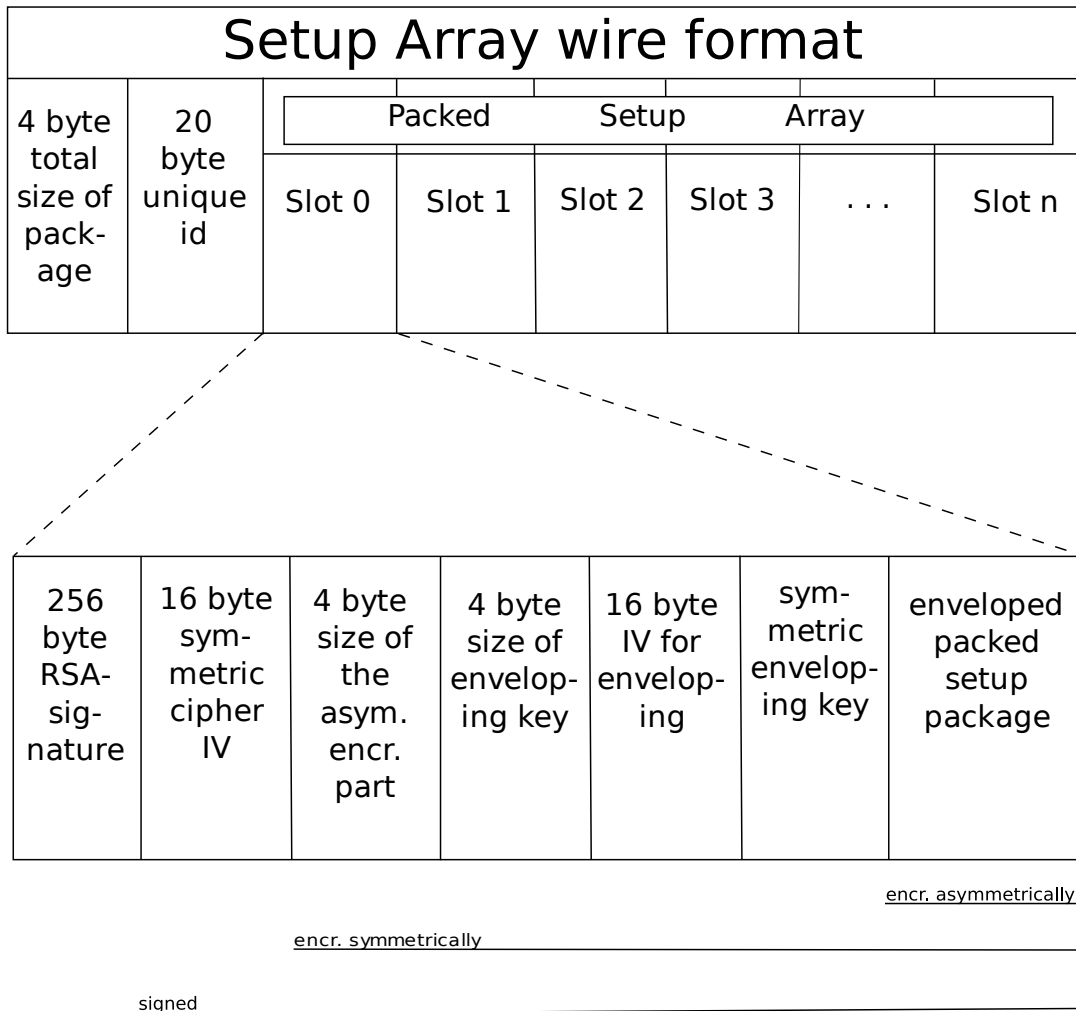 Setup Array wire format
4 byte
total
size of
pack-
age
20
byte
unique
id
Packed Setup Array
Slot 0
Slot 1
Slot 2
Slot 3
. . .
Slot n
256
byte
RSA-
sig-
nature
16 byte
sym-
metric
cipher
IV
4 byte
size of
the
asym.
encr.
part
4 byte
size of
envelop-
ing key
16 byte
IV for
envelop-
ing
sym-
metric
envelop-
ing key
enveloped
packed
setup
package
encr. asymmetrically
encr. symmetrically
signed